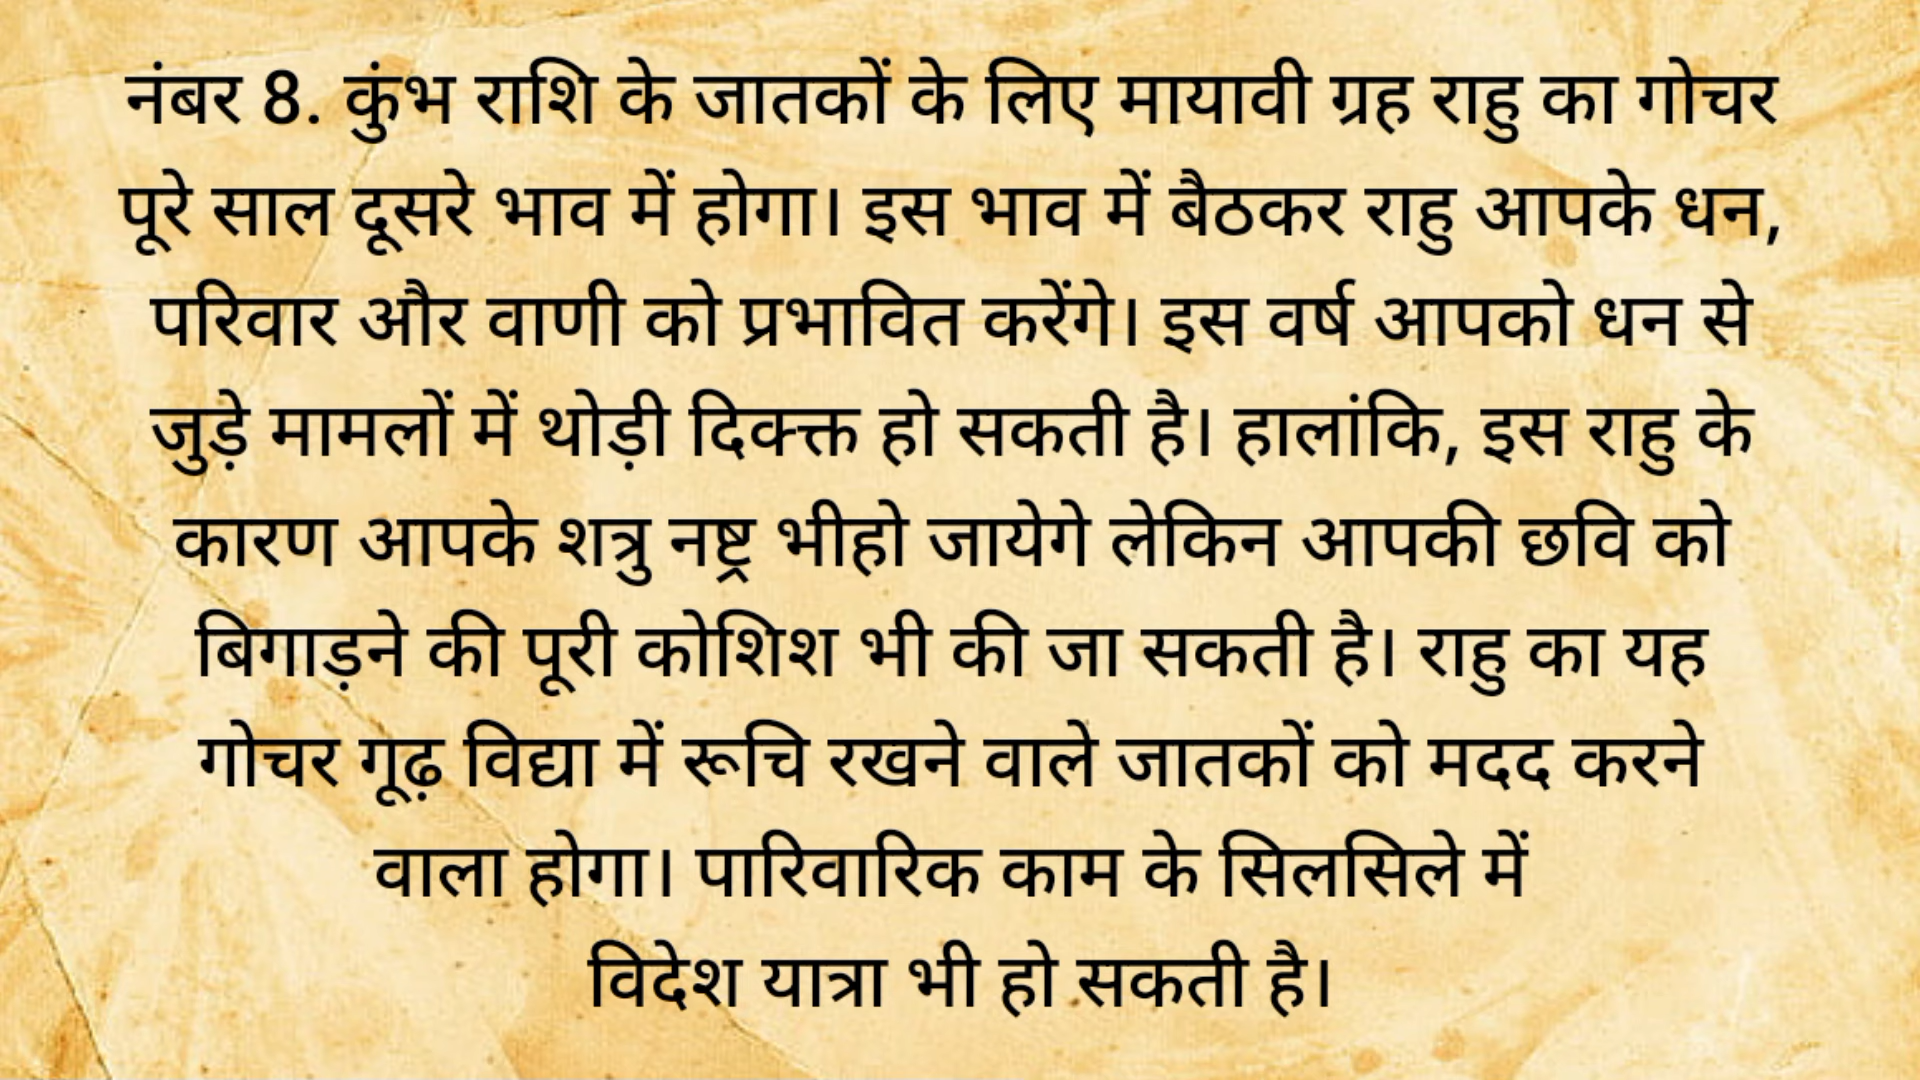 नंबर 8. कुंभ राशि के जातकों के लिए मायावी ग्रह राहु का गोचर
पूरे साल दूसरे भाव में होगा। इस भाव में बैठकर राहु आपके धन,
परिवार और वाणी को प्रभावित करेंगे। इस वर्ष आपको धन से
जुड़े मामलों में थोड़ी दिक्क्त हो सकती है। हालांकि, इस राहु के
कारण आपके शत्रु नष्ट्र भीहो जायेगे लेकिन आपकी छवि को
बिगाड़ने की पूरी कोशिश भी की जा सकती है। राहु का यह
गोचर गूढ़ विद्या में रूचि रखने वाले जातकों को मदद करने
वाला होगा। पारिवारिक काम के सिलसिले में
विदेश यात्रा भी हो सकती है।